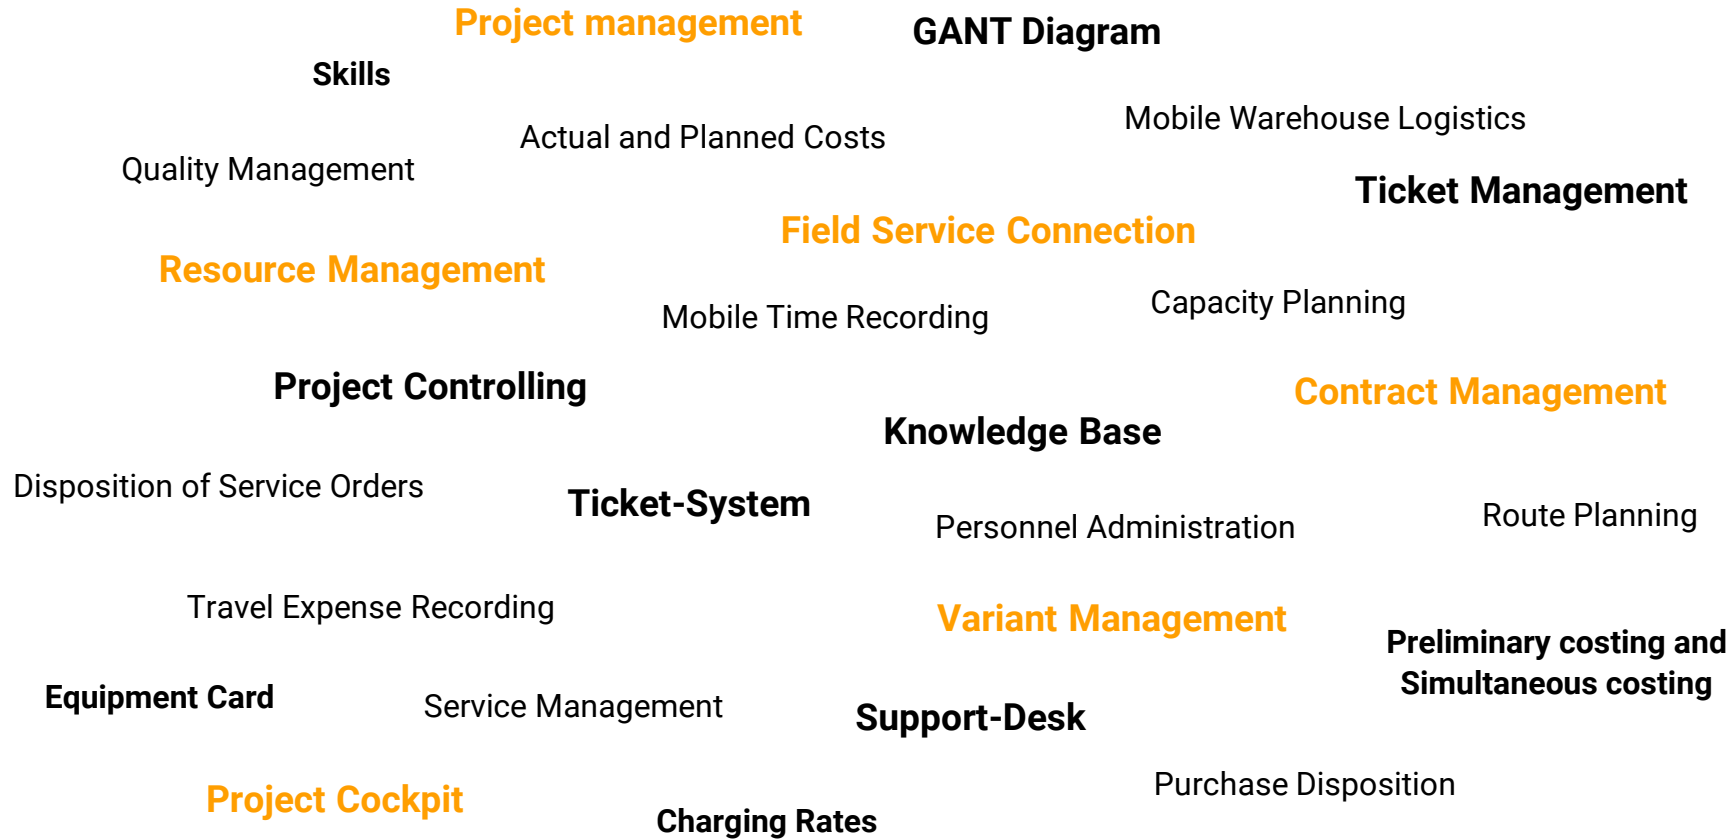 Project management
GANT Diagram
Skills
Mobile Warehouse Logistics
Actual and Planned Costs
Quality Management
Ticket Management
Field Service Connection
Resource Management
Capacity Planning
Mobile Time Recording
Project Controlling
Contract Management
Knowledge Base
Disposition of Service Orders
Ticket-System
Route Planning
Personnel Administration
Travel Expense Recording
Variant Management
Preliminary costing and
Simultaneous costing
Equipment Card
Service Management
Support-Desk
Purchase Disposition
Project Cockpit
Charging Rates